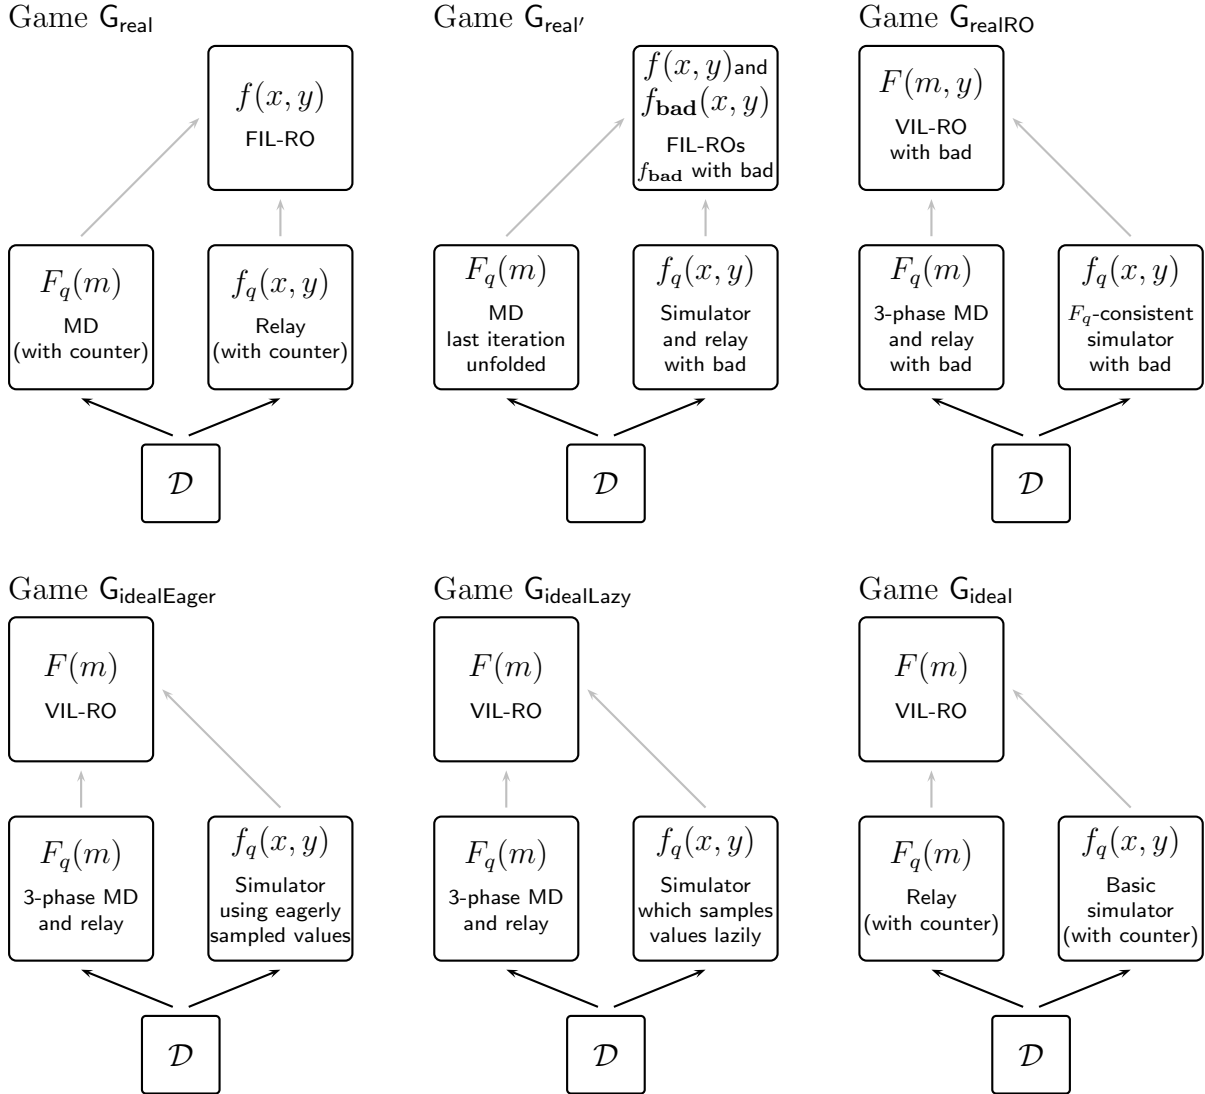 Game G_real
f(x, y)
FIL-RO
F_q(m)
MD
(with counter)
f_q(x, y)
Relay
(with counter)
𝒟
Game G_real′
f(x, y) and
f_bad(x, y)
FIL-ROs
f_bad with bad
F_q(m)
MD
last iteration
unfolded
f_q(x, y)
Simulator
and relay
with bad
𝒟
Game G_realRO
F(m, y)
VIL-RO
with bad
F_q(m)
3-phase MD
and relay
with bad
f_q(x, y)
F_q-consistent
simulator
with bad
𝒟
Game G_idealEager
F(m)
VIL-RO
F_q(m)
3-phase MD
and relay
f_q(x, y)
Simulator
using eagerly
sampled values
𝒟
Game G_idealLazy
F(m)
VIL-RO
F_q(m)
3-phase MD
and relay
f_q(x, y)
Simulator
which samples
values lazily
𝒟
Game G_ideal
F(m)
VIL-RO
F_q(m)
Relay
(with counter)
f_q(x, y)
Basic
simulator
(with counter)
𝒟